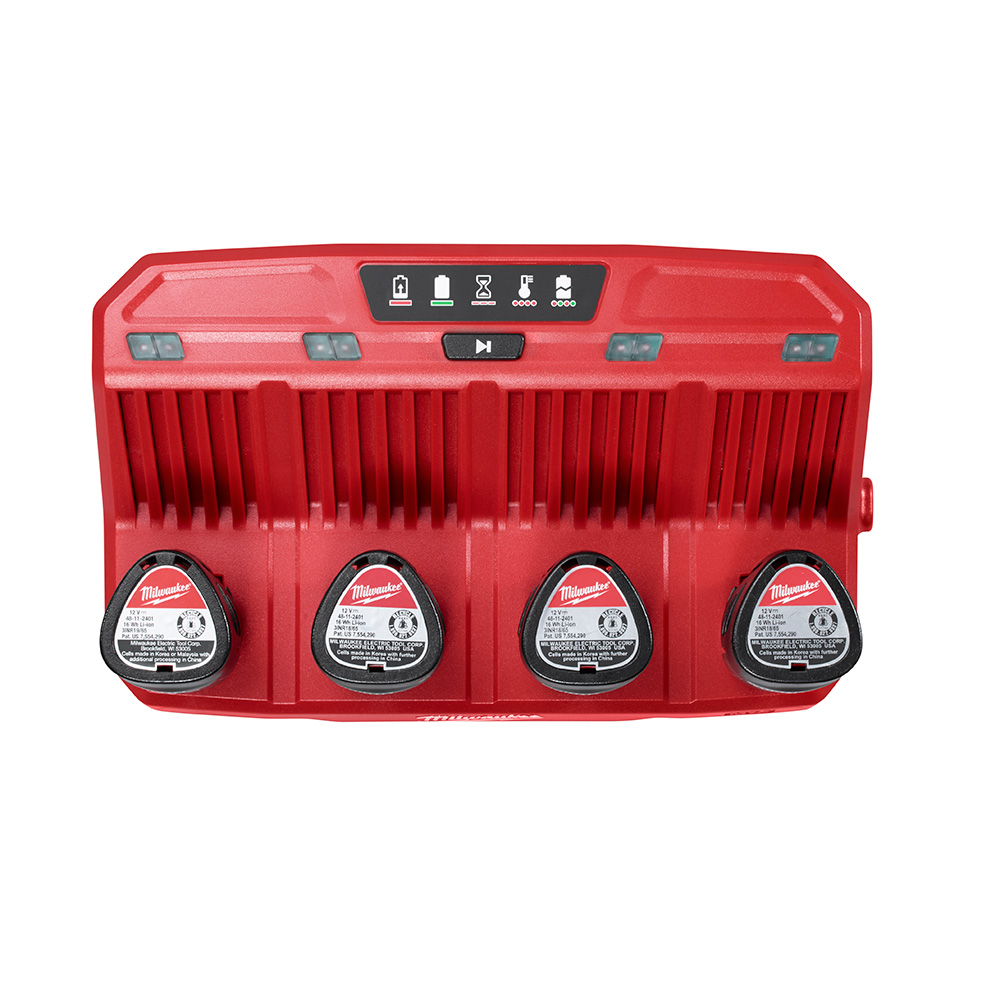 Milwaukee
12 V
48-11-2401
16 Wh Li-ion
3INR19/65
Pat. US 7,554,290
Milwaukee Electric Tool Corp.
Brookfield, WI 53005
Cells made in Korea or Malaysia with
additional processing in China
Milwaukee
12 V
48-11-2401
16 Wh Li-ion
3INR18/65
Pat. US 7,554,290
MILWAUKEE ELECTRIC TOOL CORP.
BROOKFIELD, WI 53005 USA
Cells made in Korea with further
processing in China
Milwaukee
12 V
48-11-2401
16 Wh Li-ion
3INR18/65
Pat. US 7,554,290
MILWAUKEE ELECTRIC TOOL CORP.
BROOKFIELD, WI 53005 USA
Cells made in Korea with further
processing in China
Milwaukee
12 V
48-11-2401
16 Wh Li-ion
3INR18/65
Pat. US 7,554,290
MILWAUKEE ELECTRIC TOOL CORP.
BROOKFIELD, WI 53005 USA
Cells made in Korea with further
processing in China
Milwaukee